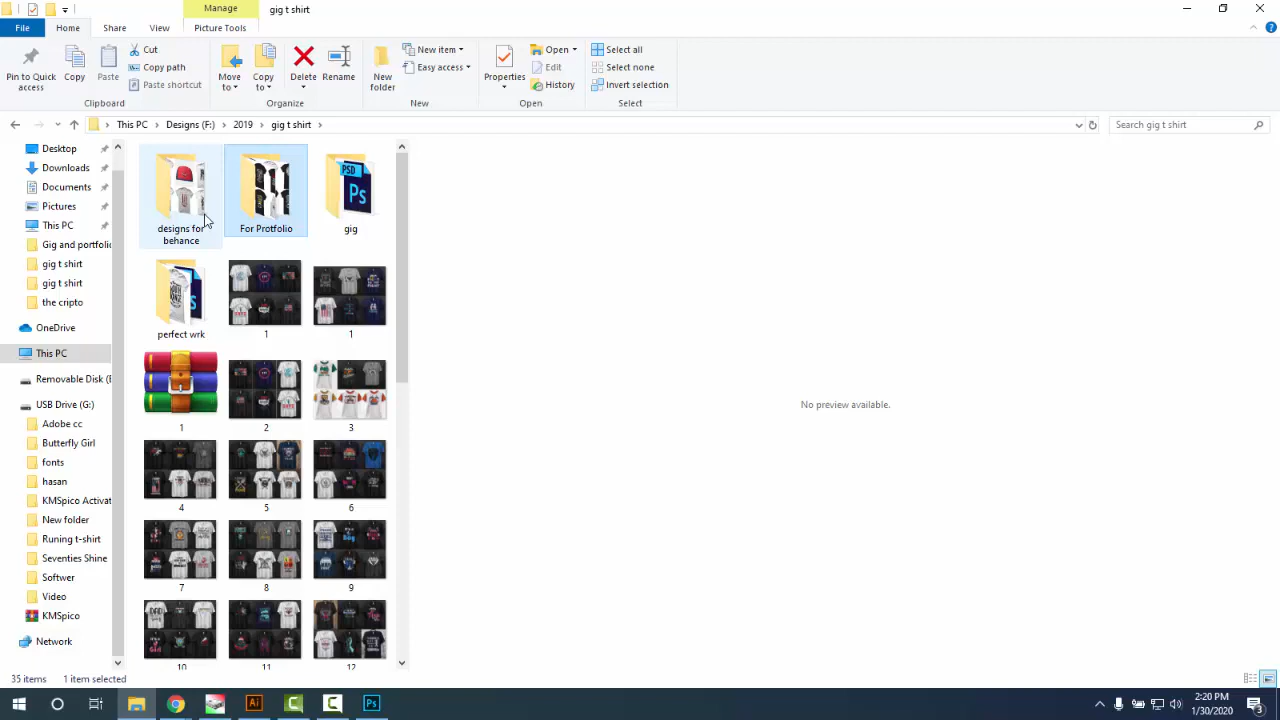 Manage
gig t shirt
File
Home
Share
View
Picture Tools
Pin to Quick access
Copy
Paste
Cut
Copy path
Paste shortcut
Clipboard
Move to
Copy to
Delete
Rename
Organize
New folder
New item
Easy access
New
Properties
Open
Edit
History
Open
Select all
Select none
Invert selection
Select
This PC
Designs (F:)
2019
gig t shirt
Search gig t shirt
Desktop
Downloads
Documents
Pictures
This PC
Gig and portfolio
gig t shirt
gig t shirt
the cripto
OneDrive
This PC
Removable Disk (E
USB Drive (G:)
Adobe cc
Butterfly Girl
fonts
hasan
KMSpico Activat
New folder
Runing t-shirt
Seventies Shine
Softwer
Video
KMSpico
Network
designs for behance
For Protfolio
PSD
Ps
gig
perfect wrk
1
1
1
2
3
4
5
6
7
8
9
10
11
12
No preview available.
35 items
1 item selected
Ai
Ps
2:20 PM
1/30/2020
3